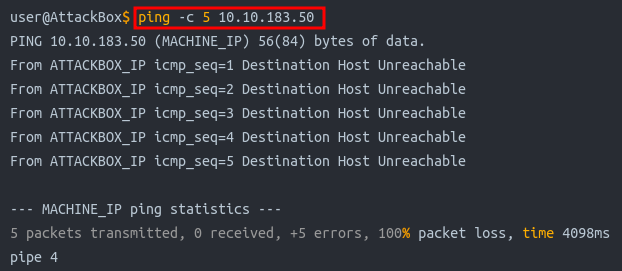 user@AttackBox$ ping -c 5 10.10.183.50
PING 10.10.183.50 (MACHINE_IP) 56(84) bytes of data.
From ATTACKBOX_IP icmp_seq=1 Destination Host Unreachable
From ATTACKBOX_IP icmp_seq=2 Destination Host Unreachable
From ATTACKBOX_IP icmp_seq=3 Destination Host Unreachable
From ATTACKBOX_IP icmp_seq=4 Destination Host Unreachable
From ATTACKBOX_IP icmp_seq=5 Destination Host Unreachable
--- MACHINE_IP ping statistics ---
5 packets transmitted, 0 received, +5 errors, 100% packet loss, time 4098ms
pipe 4